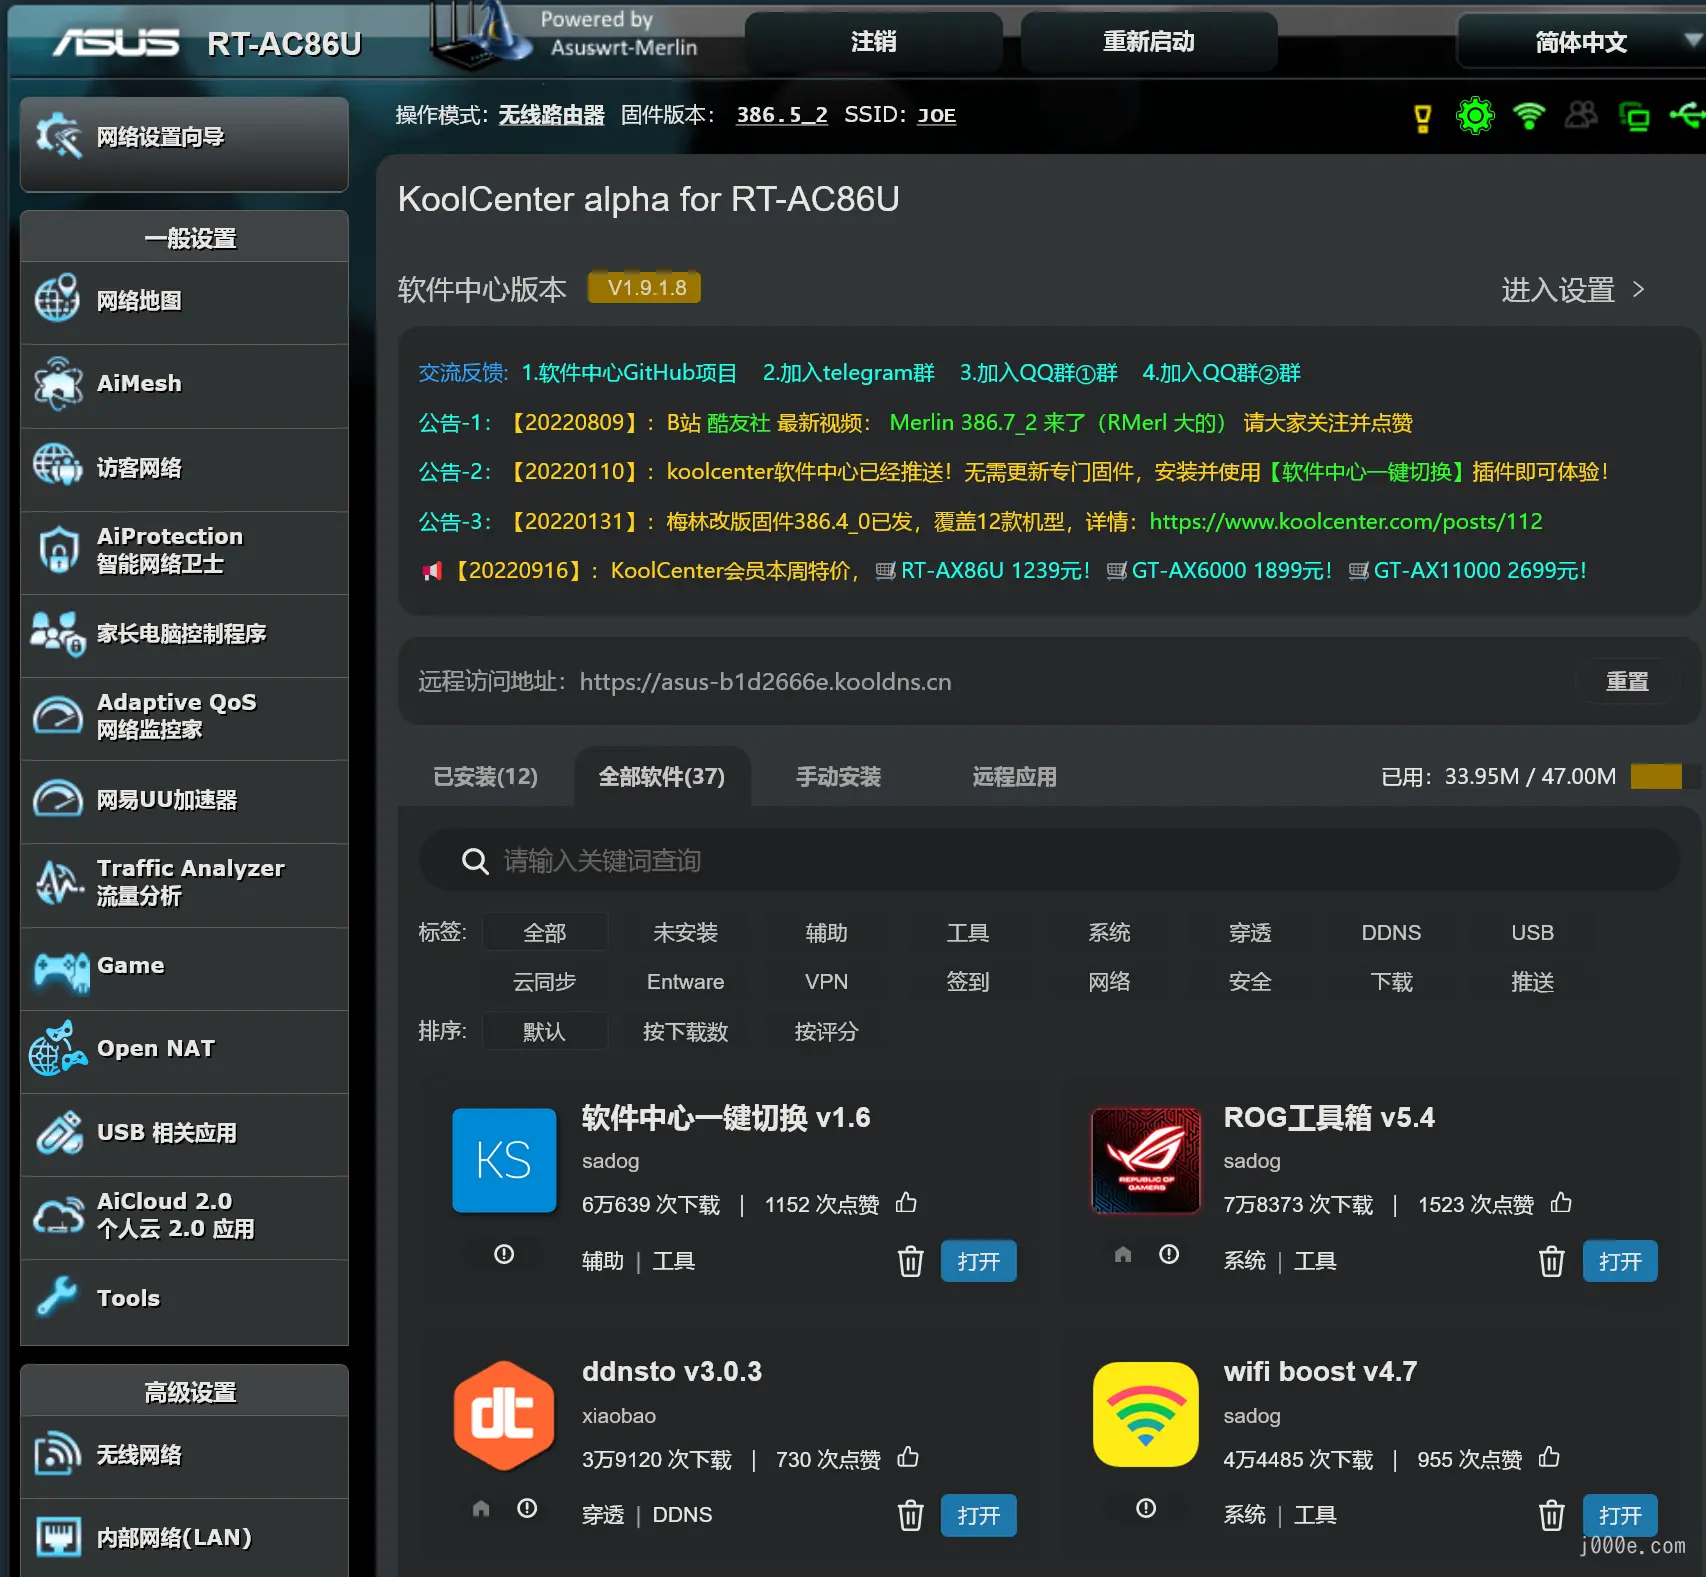 ASUS RT-AC86U
Powered by
Asuswrt-Merlin
注销
重新启动
简体中文
操作模式: 无线路由器 固件版本: 386.5_2 SSID: JOE
网络设置向导
一般设置
网络地图
AiMesh
访客网络
AiProtection
智能网络卫士
家长电脑控制程序
Adaptive QoS
网络监控家
网易UU加速器
Traffic Analyzer
流量分析
Game
Open NAT
USB 相关应用
AiCloud 2.0
个人云 2.0 应用
Tools
高级设置
无线网络
内部网络(LAN)
KoolCenter alpha for RT-AC86U
软件中心版本 V1.9.1.8
进入设置 >
交流反馈: 1.软件中心GitHub项目 2.加入telegram群 3.加入QQ群①群 4.加入QQ群②群
公告-1: 【20220809】: B站 酷友社 最新视频: Merlin 386.7_2 来了（RMerl 大的） 请大家关注并点赞
公告-2: 【20220110】: koolcenter软件中心已经推送！无需更新专门固件，安装并使用【软件中心一键切换】插件即可体验！
公告-3: 【20220131】: 梅林改版固件386.4_0已发，覆盖12款机型，详情: https://www.koolcenter.com/posts/112
【20220916】: KoolCenter会员本周特价， RT-AX86U 1239元！ GT-AX6000 1899元！ GT-AX11000 2699元！
远程访问地址: https://asus-b1d2666e.kooldns.cn
重置
已安装(12) 全部软件(37) 手动安装 远程应用
已用: 33.95M / 47.00M
请输入关键词查询
标签: 全部 未安装 辅助 工具 系统 穿透 DDNS USB
云同步 Entware VPN 签到 网络 安全 下载 推送
排序: 默认 按下载数 按评分
KS
软件中心一键切换 v1.6
sadog
6万639 次下载 | 1152 次点赞
辅助 | 工具
打开
REPUBLIC OF
GAMERS
ROG工具箱 v5.4
sadog
7万8373 次下载 | 1523 次点赞
系统 | 工具
打开
dt
ddnsto v3.0.3
xiaobao
3万9120 次下载 | 730 次点赞
穿透 | DDNS
打开
wifi boost v4.7
sadog
4万4485 次下载 | 955 次点赞
系统 | 工具
打开
j000e.com